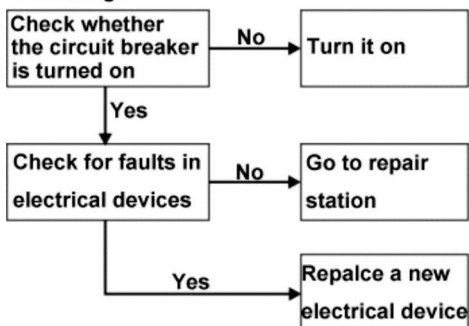 Check whether
the circuit breaker
is turned on
No
Turn it on
Yes
Check for faults in
electrical devices
No
Go to repair
station
Yes
Repalce a new
electrical device